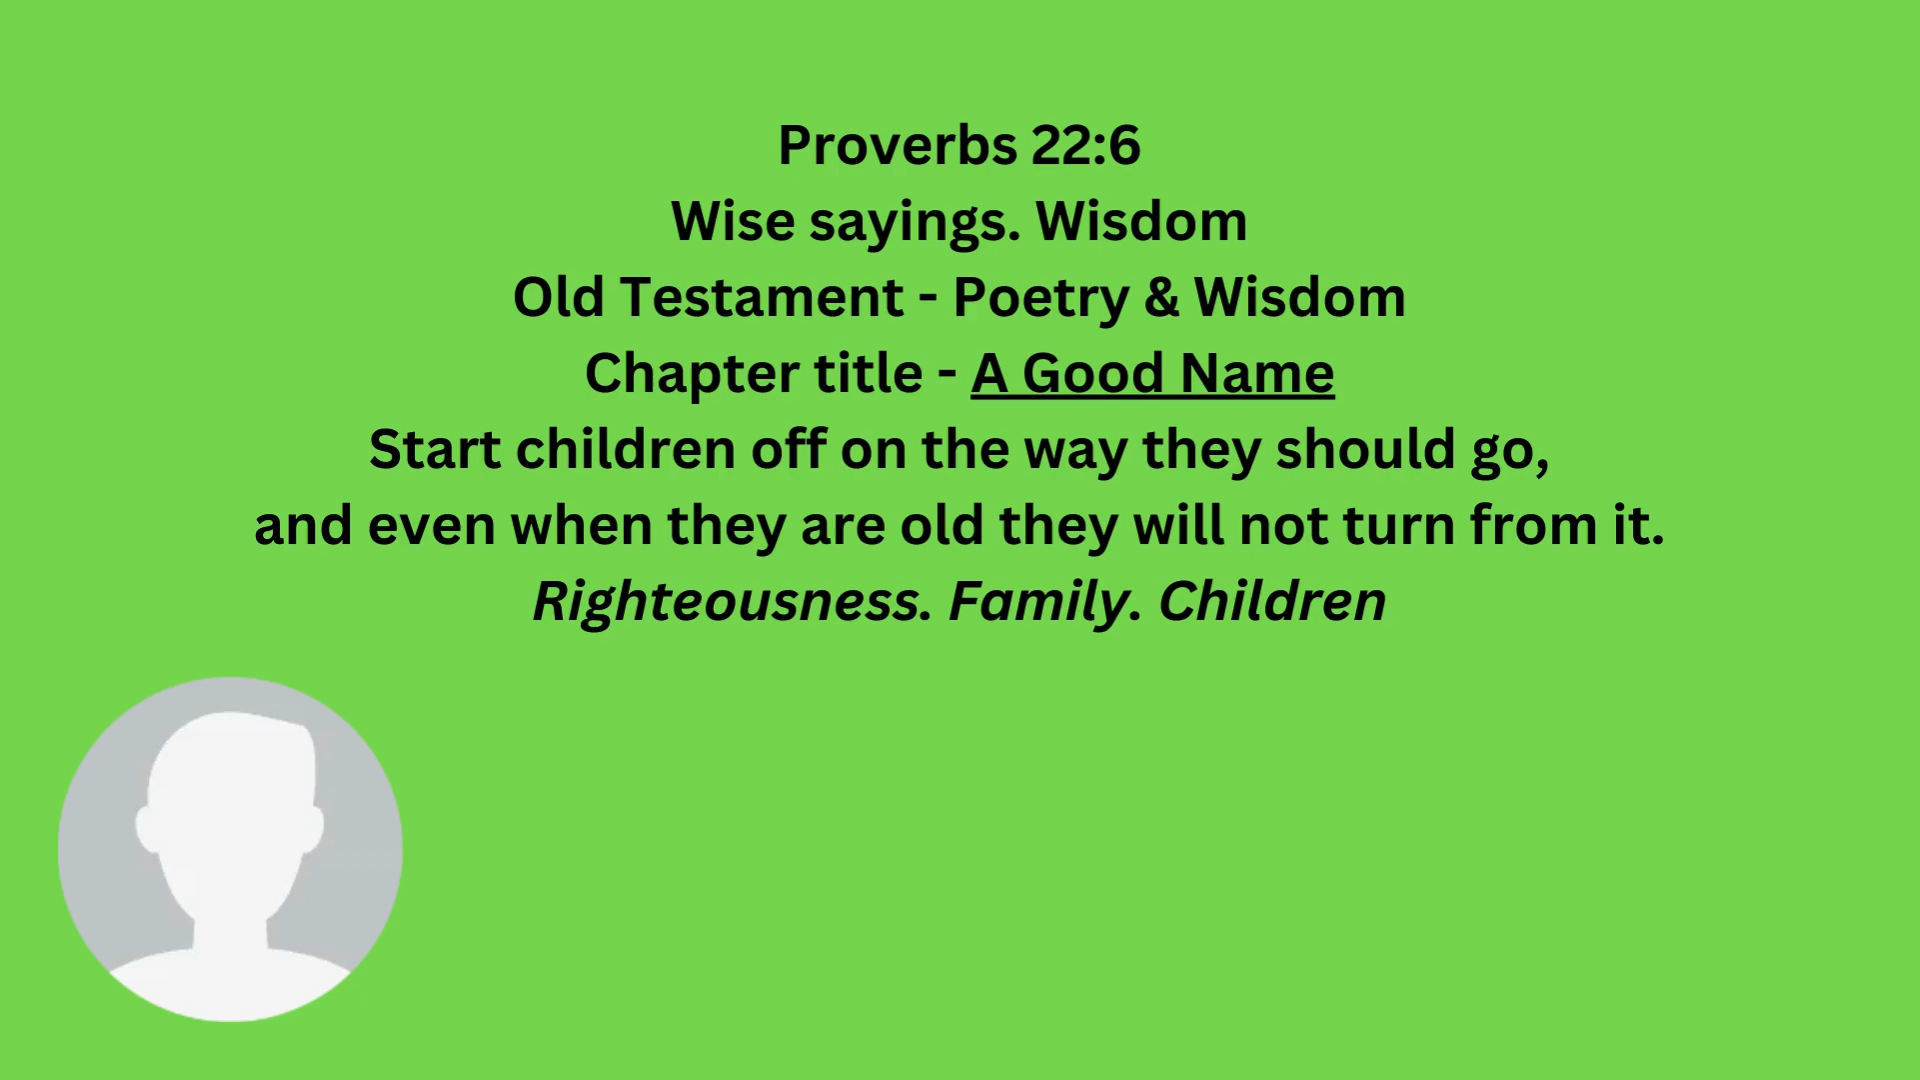 Proverbs 22:6
Wise sayings. Wisdom
Old Testament - Poetry & Wisdom
Chapter title - A Good Name
Start children off on the way they should go,
and even when they are old they will not turn from it.
Righteousness. Family. Children